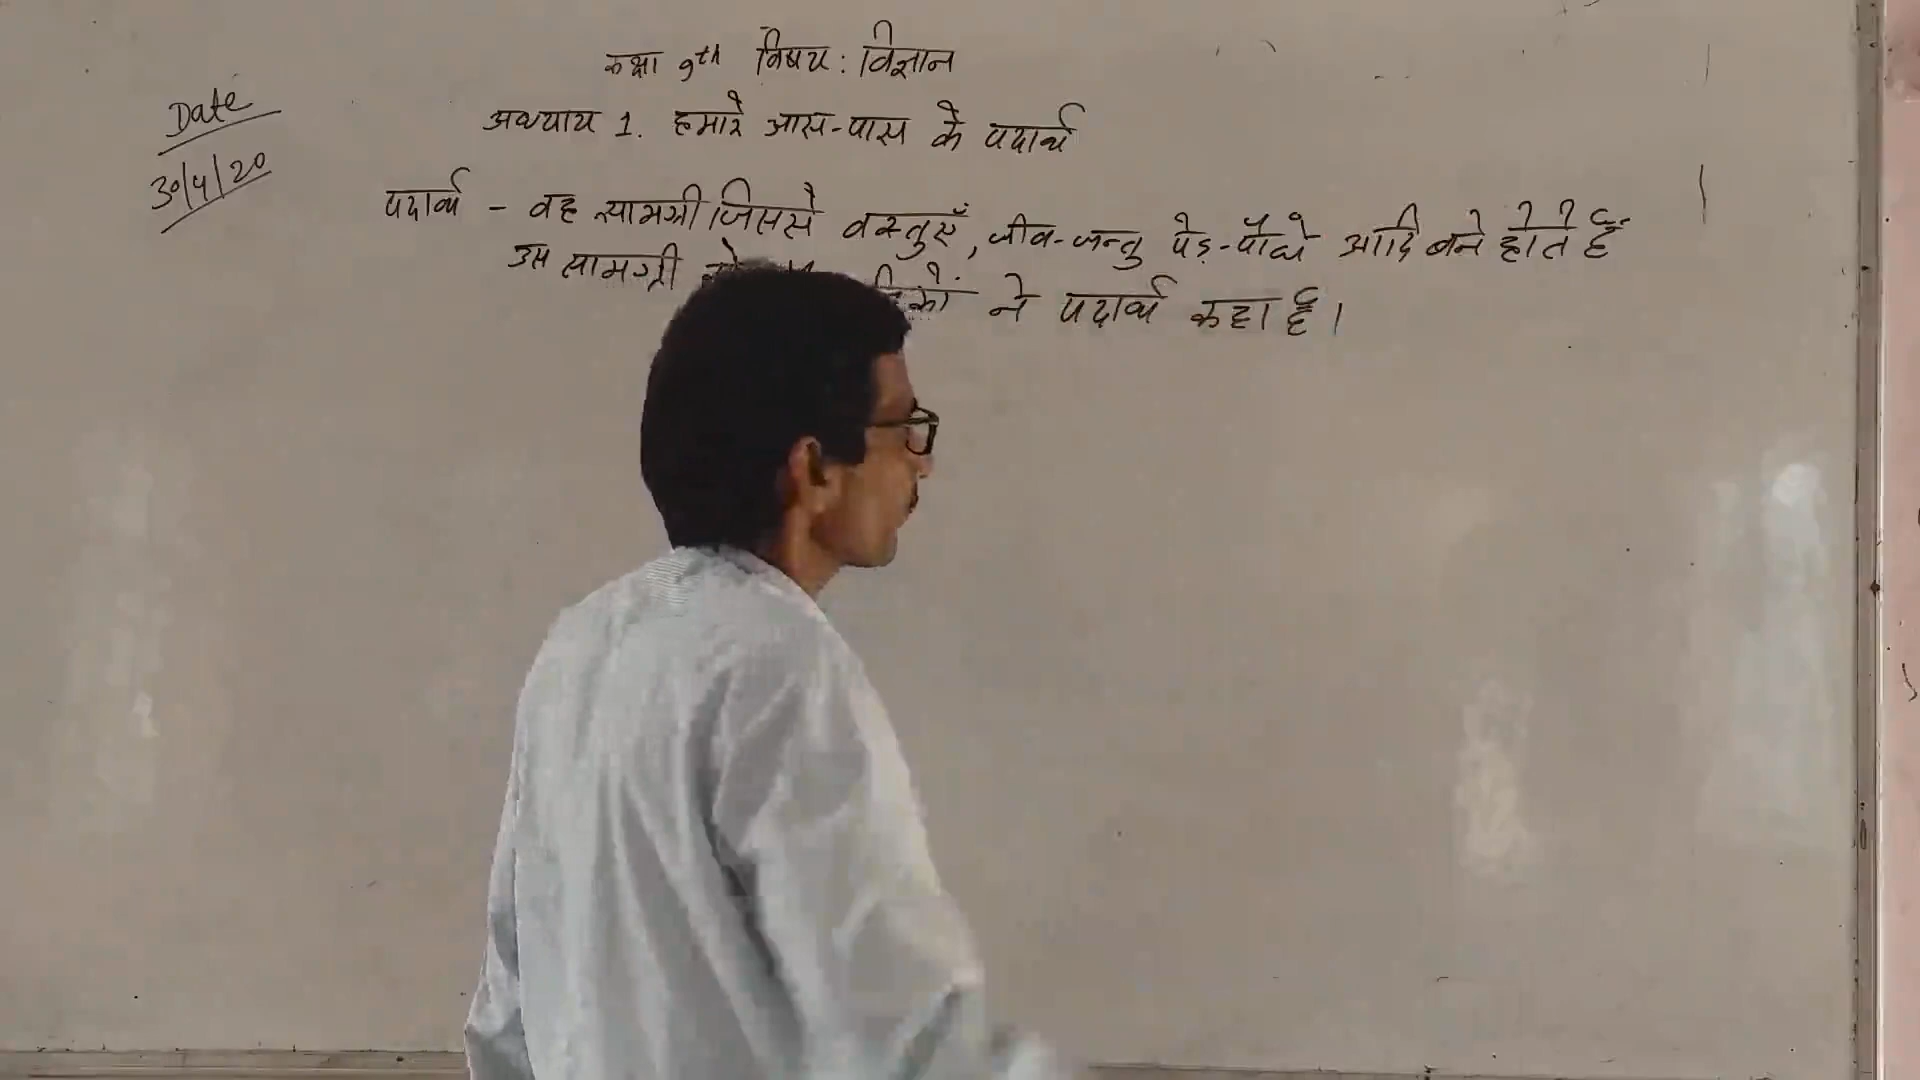 कक्षा 9th विषय : विज्ञान
Date
30/4/20
अध्याय 1. हमारे आस-पास के पदार्थ
पदार्थ - वह सामग्री जिससे वस्तुएँ, जीव-जन्तु पेड़-पौधे आदि बने होते हैं
उस सामग्री को ने पदार्थ कहा है।